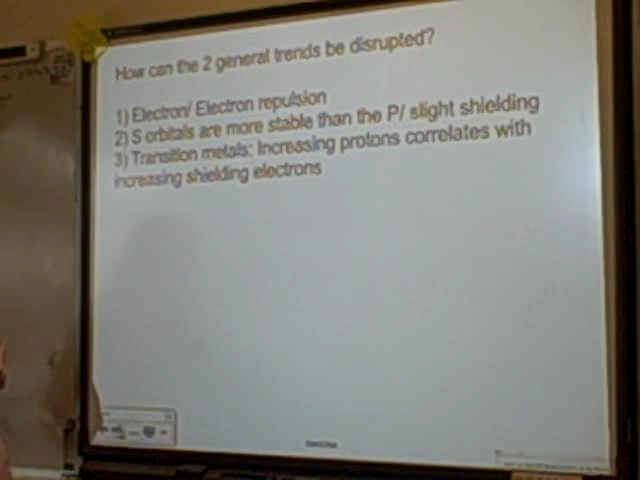 How can the 2 general trends be disrupted?
1) Electron/ Electron repulsion
2) S orbitals are more stable than the P/ slight shielding
3) Transition metals: Increasing protons correlates with
increasing shielding electrons